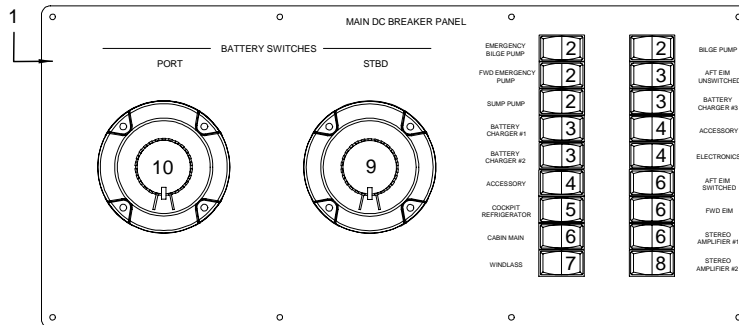 1
MAIN DC BREAKER PANEL
BATTERY SWITCHES
PORT
STBD
10
9
EMERGENCY
BILGE PUMP
2
FWD EMERGENCY
PUMP
2
SUMP PUMP
2
BATTERY
CHARGER #1
3
BATTERY
CHARGER #2
3
ACCESSORY
4
COCKPIT
REFRIGERATOR
5
CABIN MAIN
6
WINDLASS
7
2
BILGE PUMP
3
AFT EIM
UNSWITCHED
3
BATTERY
CHARGER #3
4
ACCESSORY
4
ELECTRONICS
6
AFT EIM
SWITCHED
6
FWD EIM
6
STEREO
AMPLIFIER #1
8
STEREO
AMPLIFIER #2